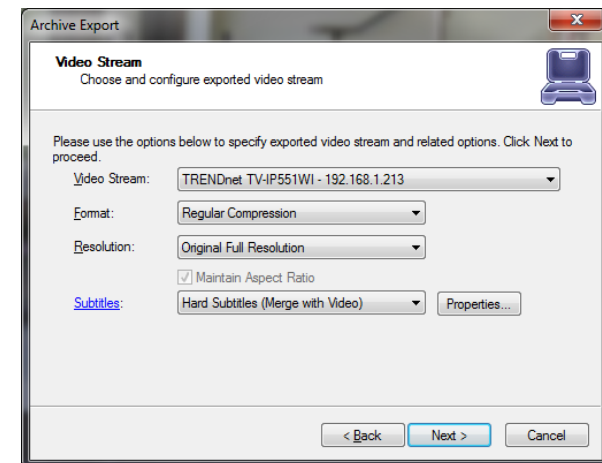 Archive Export
Video Stream
Choose and configure exported video stream
Please use the options below to specify exported video stream and related options. Click Next to
proceed.
Video Stream: TRENDnet TV-IP551WI - 192.168.1.213
Format: Regular Compression
Resolution: Original Full Resolution
Maintain Aspect Ratio
Subtitles: Hard Subtitles (Merge with Video) Properties...
< Back Next > Cancel